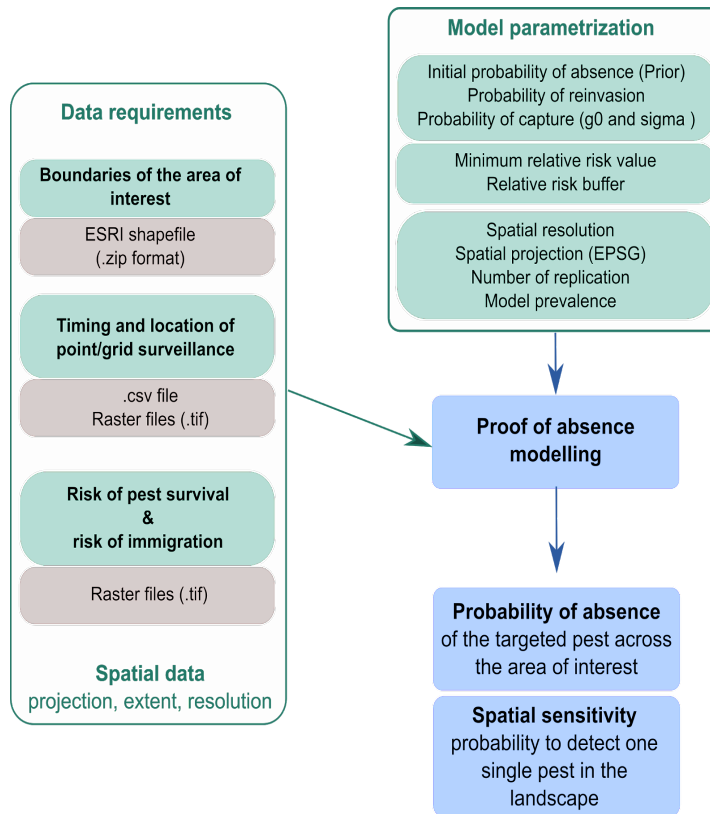 Data requirements
Boundaries of the area of
interest
ESRI shapefile
(.zip format)
Timing and location of
point/grid surveillance
.csv file
Raster files (.tif)
Risk of pest survival
&
risk of immigration
Raster files (.tif)
Spatial data
projection, extent, resolution
Model parametrization
Initial probability of absence (Prior)
Probability of reinvasion
Probability of capture (g0 and sigma )
Minimum relative risk value
Relative risk buffer
Spatial resolution
Spatial projection (EPSG)
Number of replication
Model prevalence
Proof of absence
modelling
Probability of absence
of the targeted pest across
the area of interest
Spatial sensitivity
probability to detect one
single pest in the
landscape